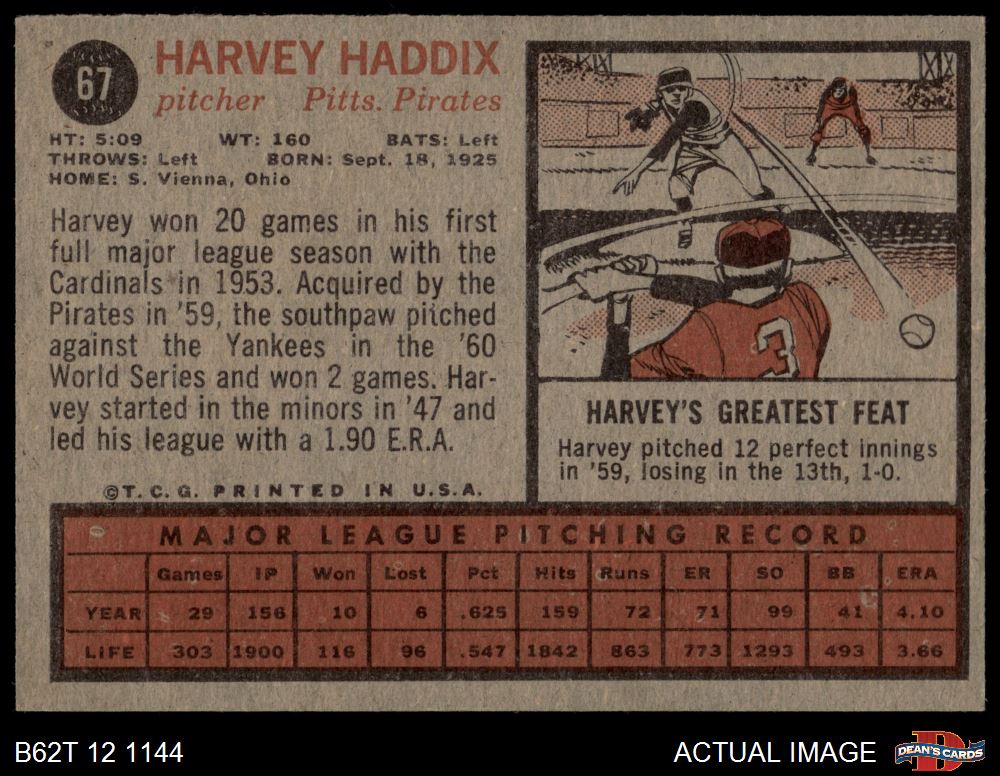 67
HARVEY HADDIX
pitcher Pitts. Pirates
HT: 5:09 WT: 160 BATS: Left
THROWS: Left BORN: Sept. 18, 1925
HOME: S. Vienna, Ohio
Harvey won 20 games in his first
full major league season with the
Cardinals in 1953. Acquired by the
Pirates in '59, the southpaw pitched
against the Yankees in the '60
World Series and won 2 games. Har-
vey started in the minors in '47 and
led his league with a 1.90 E.R.A.
©T. C. G. PRINTED IN U.S.A.
3
HARVEY'S GREATEST FEAT
Harvey pitched 12 perfect innings
in '59, losing in the 13th, 1-0.
MAJOR LEAGUE PITCHING RECORD
Games IP Won Lost Pct Hits Runs ER SO BB ERA
YEAR 29 156 10 6 .625 159 72 71 99 41 4.10
LIFE 303 1900 116 96 .547 1842 863 773 1293 493 3.66
B62T 12 1144
ACTUAL IMAGE
D
DEAN'S CARDS